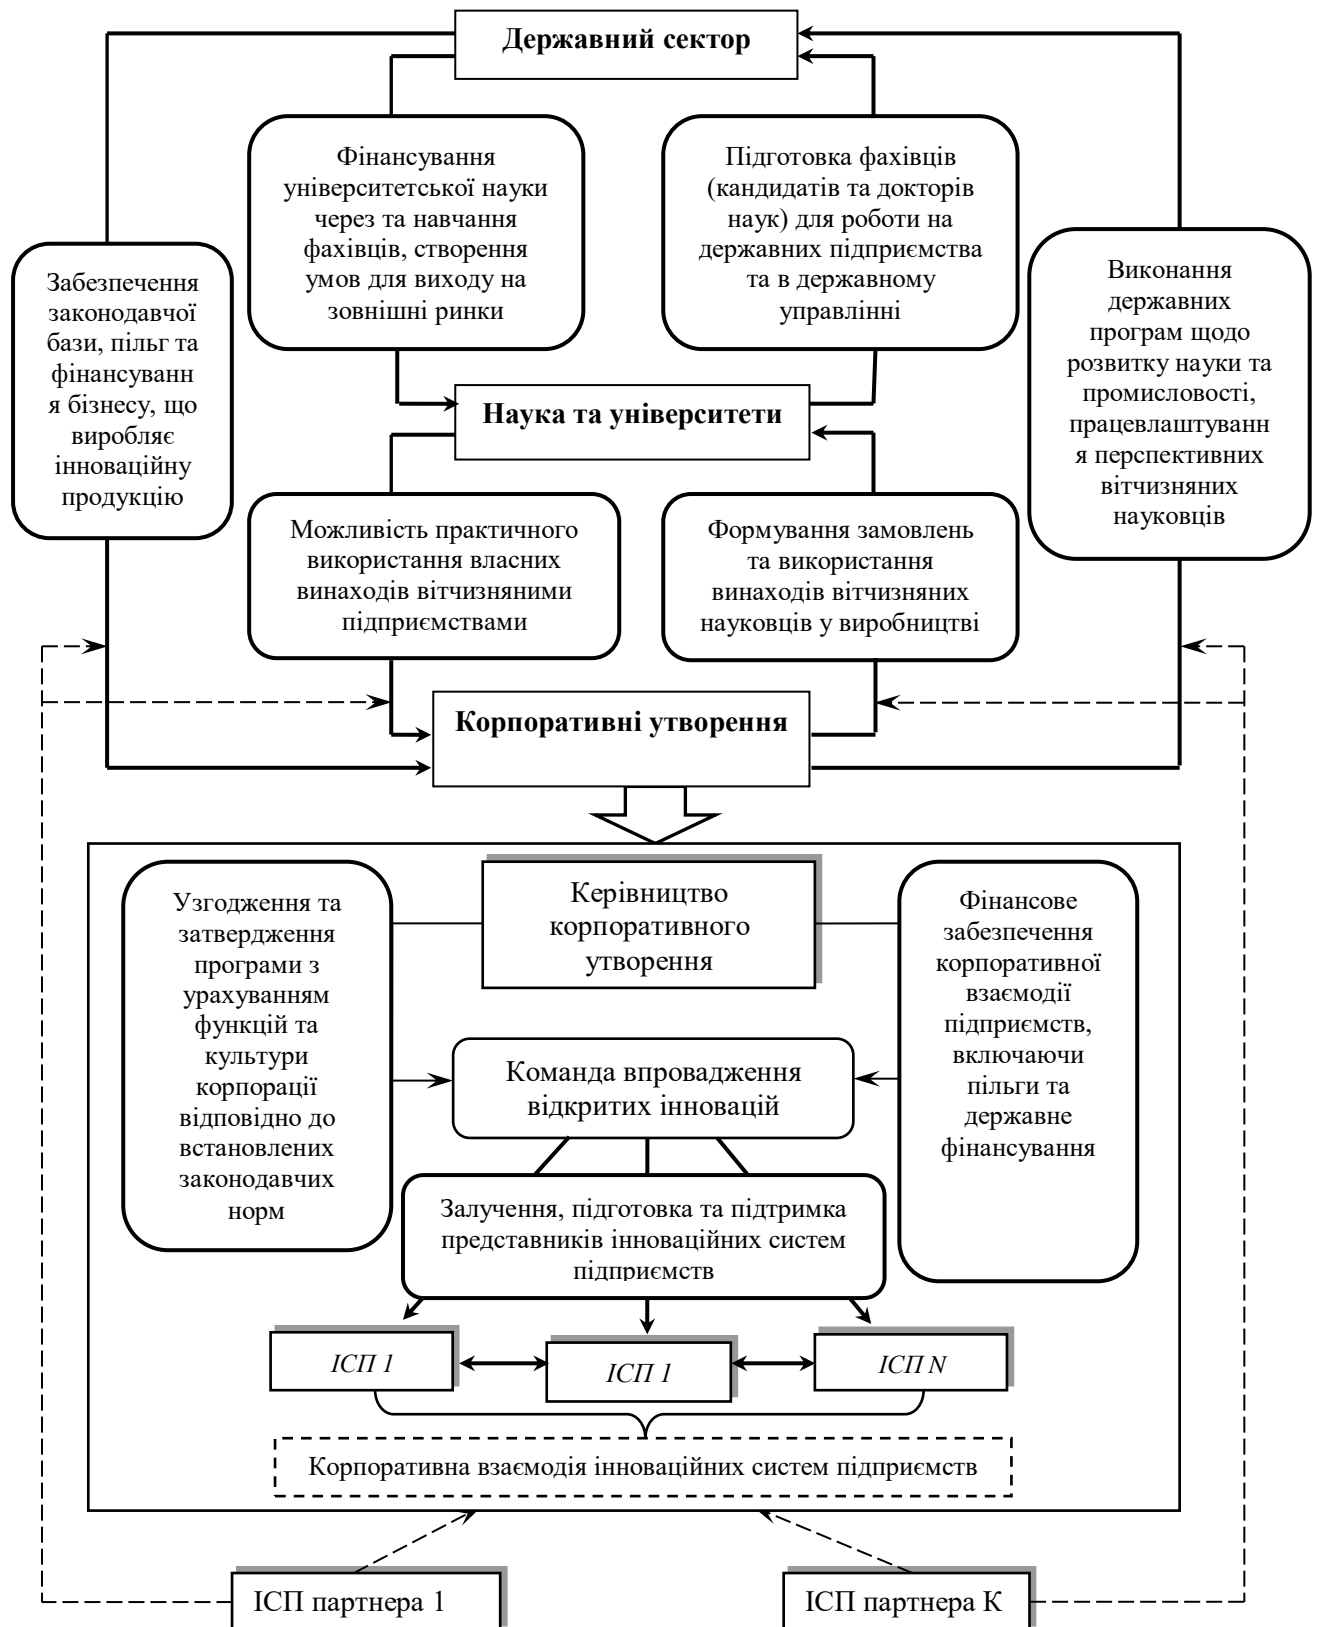 Державний сектор
Фінансування
університетської науки
через та навчання
фахівців, створення
умов для виходу на
зовнішні ринки
Підготовка фахівців
(кандидатів та докторів
наук) для роботи на
державних підприємства
та в державному
управлінні
Забезпечення
законодавчої
бази, пільг та
фінансуванн
я бізнесу, що
виробляє
інноваційну
продукцію
Виконання
державних
програм щодо
розвитку науки та
промисловості,
працевлаштуванн
я перспективних
вітчизняних
науковців
Наука та університети
Можливість практичного
використання власних
винаходів вітчизняними
підприємствами
Формування замовлень
та використання
винаходів вітчизняних
науковців у виробництві
Корпоративні утворення
Узгодження та
затвердження
програми з
урахуванням
функцій та
культури
корпорації
відповідно до
встановлених
законодавчих
норм
Керівництво
корпоративного
утворення
Фінансове
забезпечення
корпоративної
взаємодії
підприємств,
включаючи
пільги та
державне
фінансування
Команда впровадження
відкритих інновацій
Залучення, підготовка та підтримка
представників інноваційних систем
підприємств
ІСП 1
ІСП 1
ІСП N
Корпоративна взаємодія інноваційних систем підприємств
ІСП партнера 1
ІСП партнера К